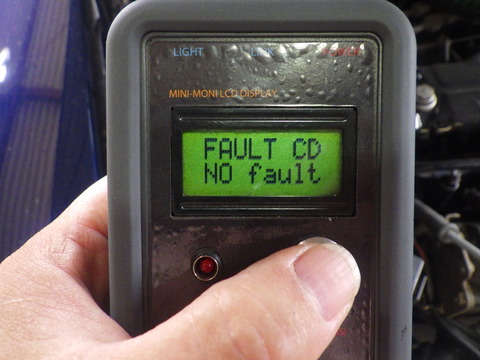 LIGHT
MINI-MONI LCD DISPLAY
FAULT CD
NO fault